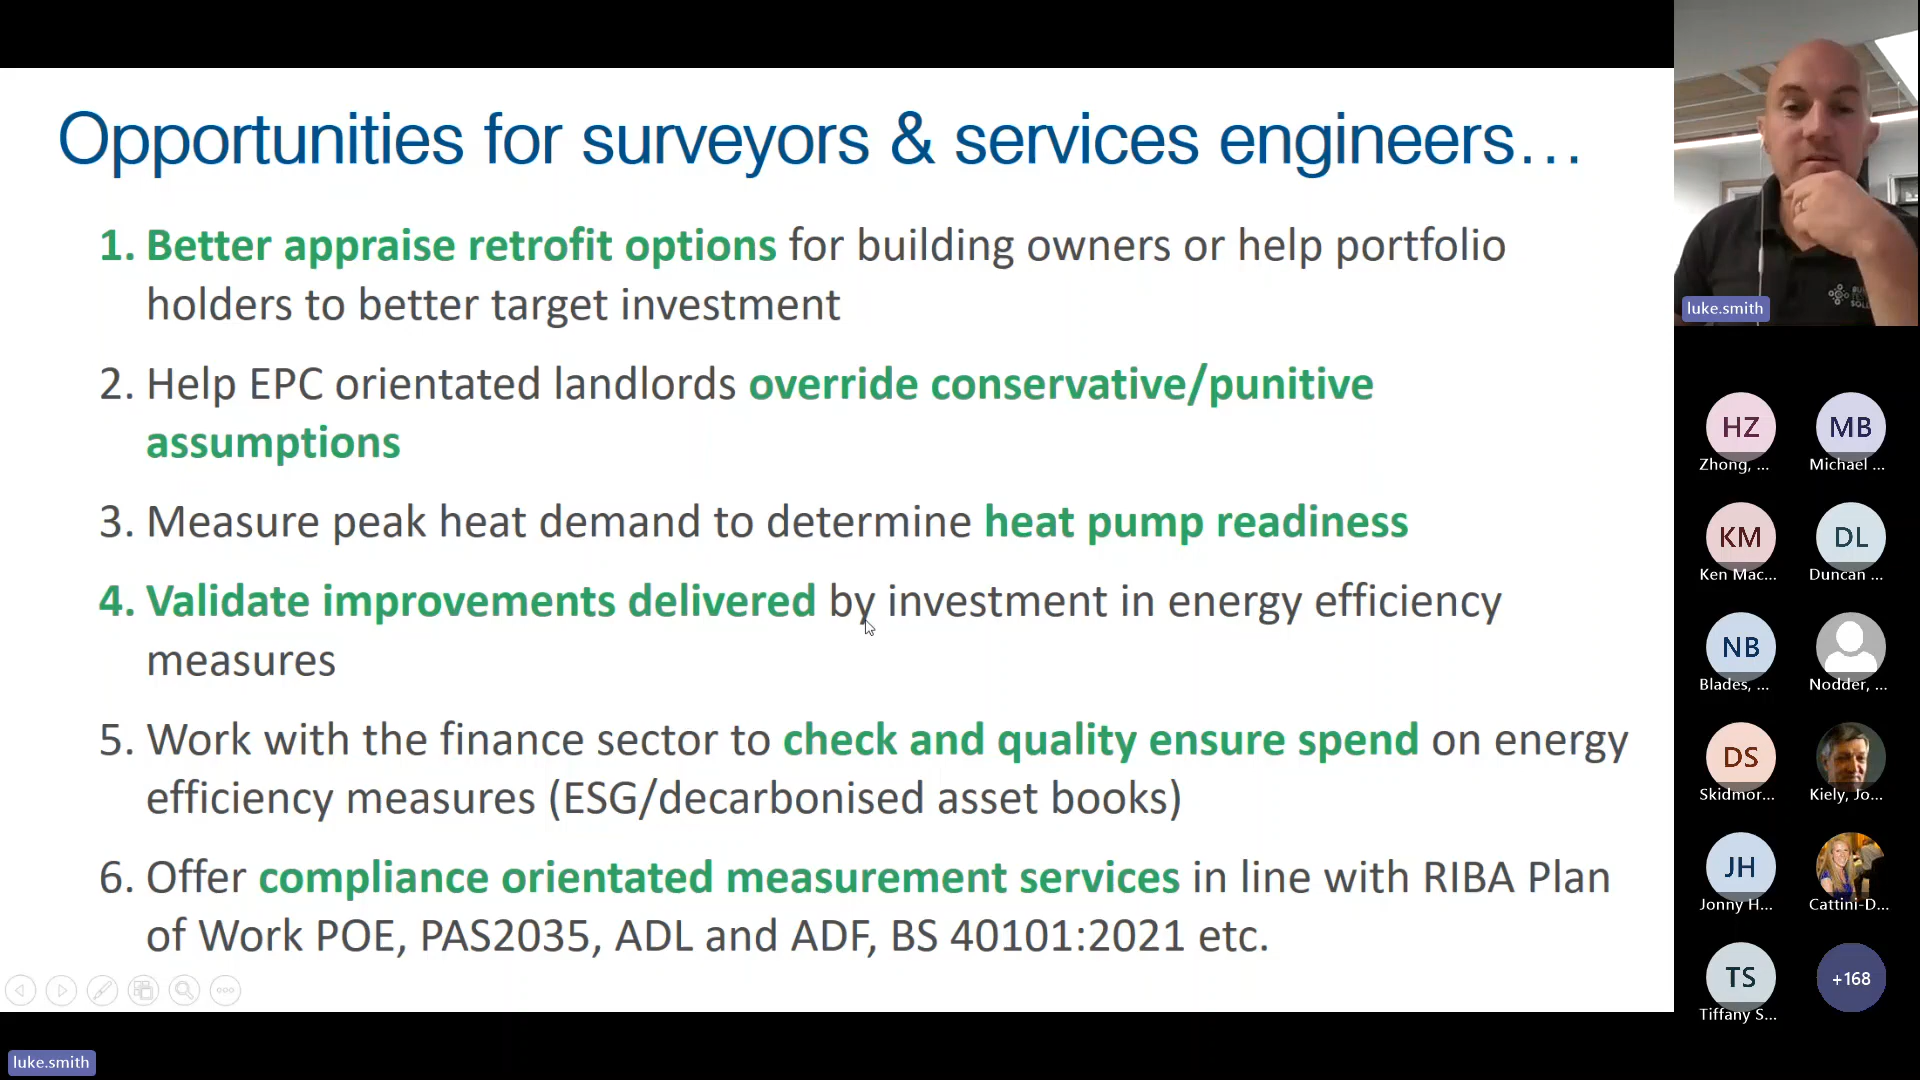 Opportunities for surveyors & services engineers…
1. Better appraise retrofit options for building owners or help portfolio
holders to better target investment
2. Help EPC orientated landlords override conservative/punitive
assumptions
3. Measure peak heat demand to determine heat pump readiness
4. Validate improvements delivered by investment in energy efficiency
measures
5. Work with the finance sector to check and quality ensure spend on energy
efficiency measures (ESG/decarbonised asset books)
6. Offer compliance orientated measurement services in line with RIBA Plan
of Work POE, PAS2035, ADL and ADF, BS 40101:2021 etc.
luke.smith
luke.smith
HZ
Zhong, ...
MB
Michael ...
KM
Ken Mac...
DL
Duncan ...
NB
Blades, ...
Nodder, ...
DS
Skidmor...
Kiely, Jo...
JH
Jonny H...
Cattini-D...
TS
Tiffany S...
+168